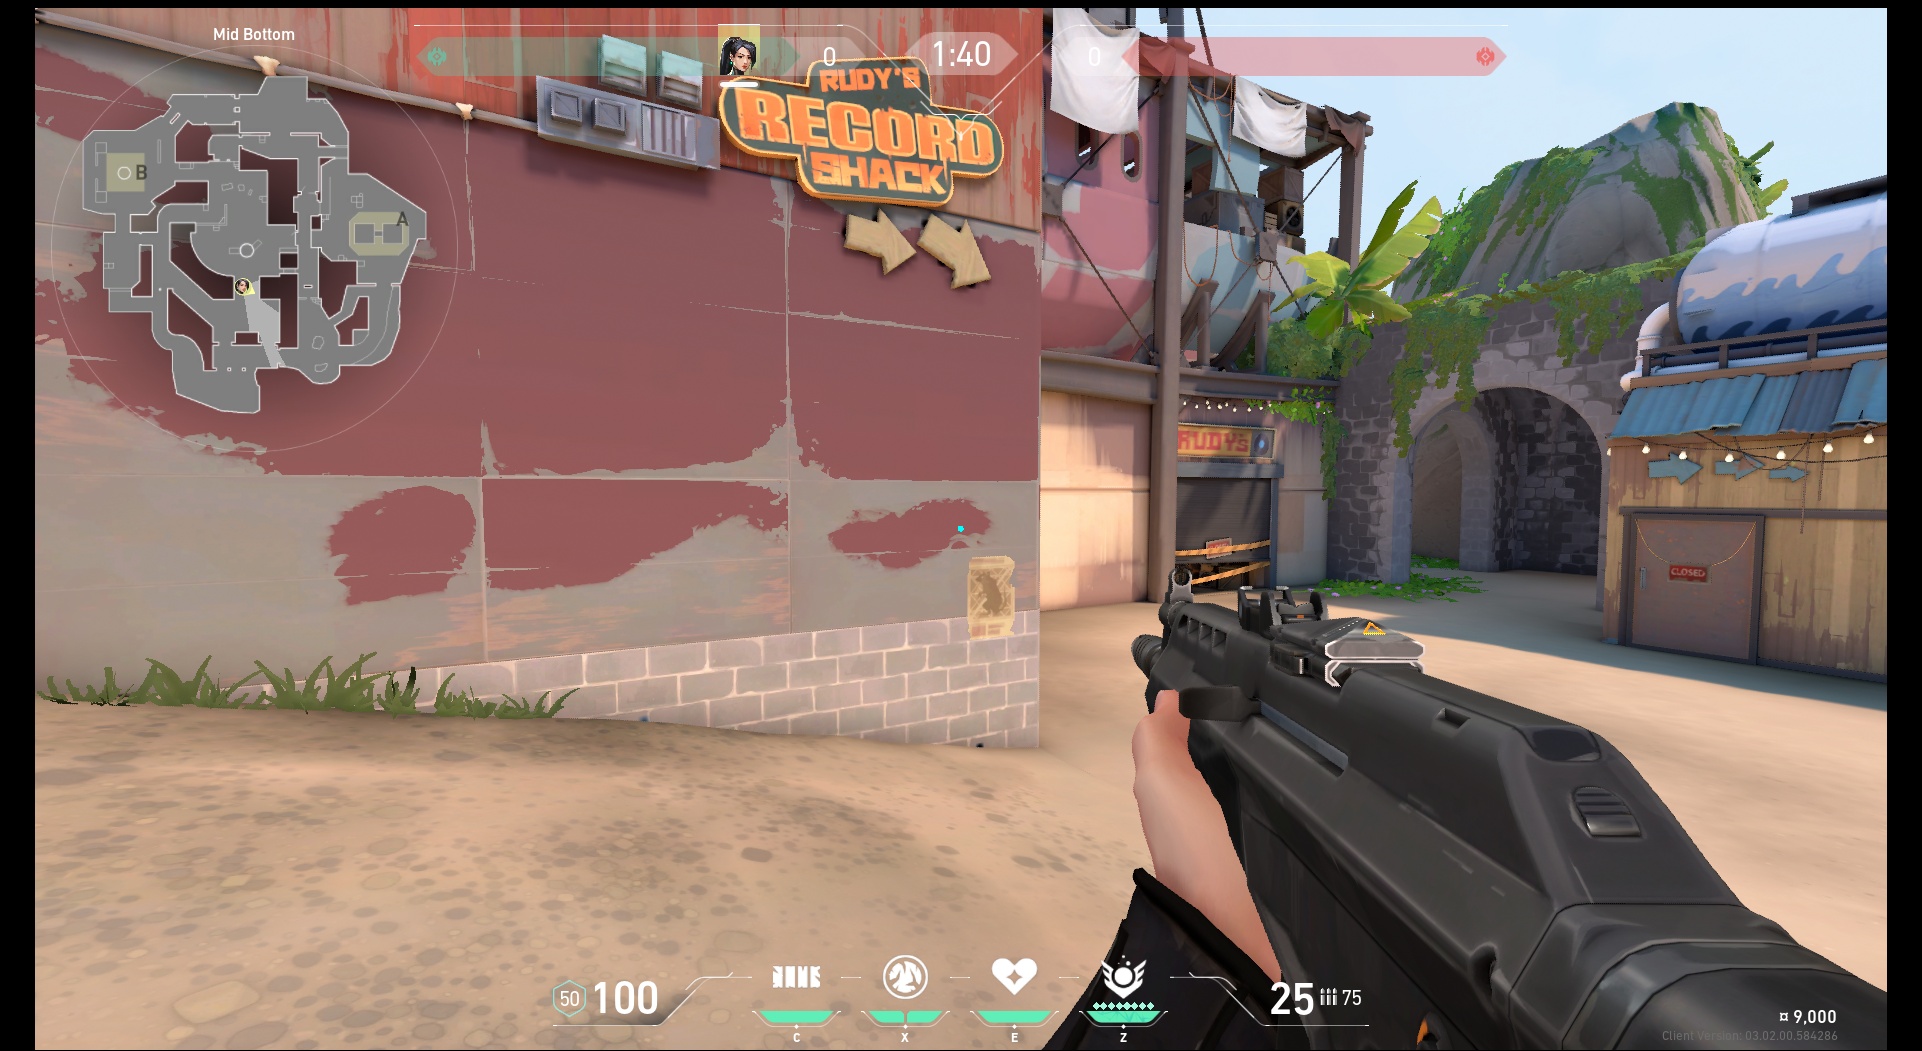 Mid Bottom
0
1:40
0
RUDY'S
RECORD
SHACK
B
A
RUDY's
CLOSED
50
100
25
75
C
X
E
Z
¤ 9,000
Client Version: 03.02.00.584286